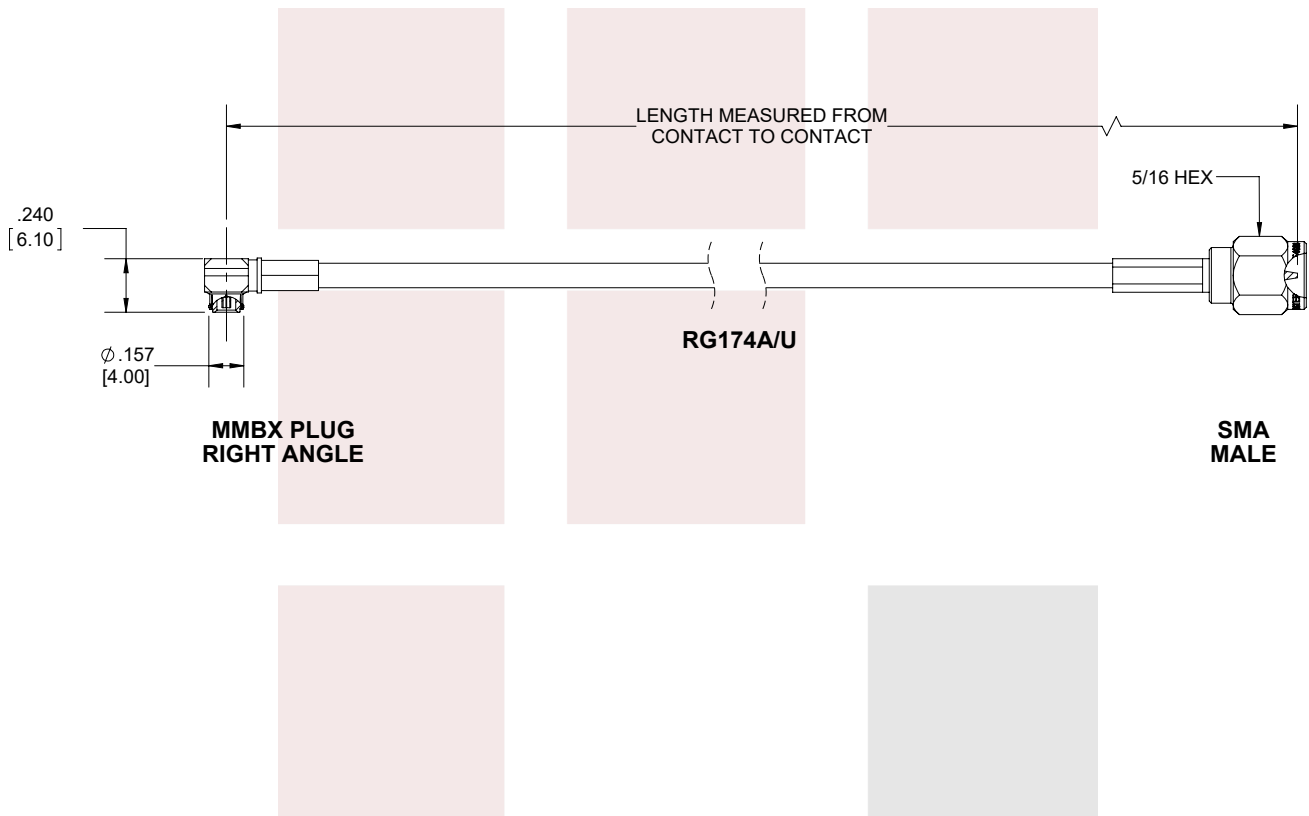 LENGTH MEASURED FROM
CONTACT TO CONTACT
5/16 HEX
.240
[6.10]
RG174A/U
⌀.157
[4.00]
MMBX PLUG
RIGHT ANGLE
SMA
MALE